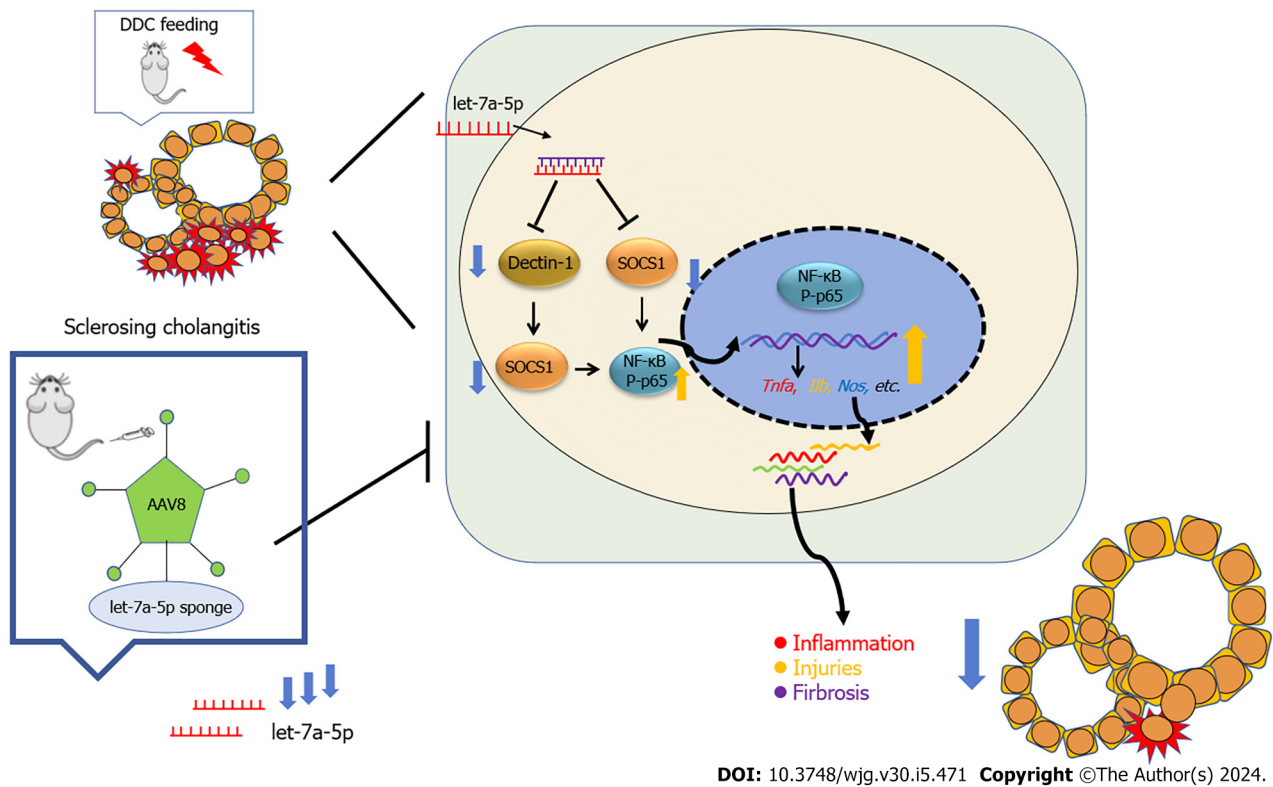 DDC feeding
let-7a-5p
Dectin-1
SOCS1
NF-κB
P-p65
Sclerosing cholangitis
SOCS1
NF-κB
P-p65
Tnfa, Ilb, Nos, etc.
AAV8
let-7a-5p sponge
Inflammation
Injuries
Firbrosis
let-7a-5p
DOI: 10.3748/wjg.v30.i5.471 Copyright ©The Author(s) 2024.